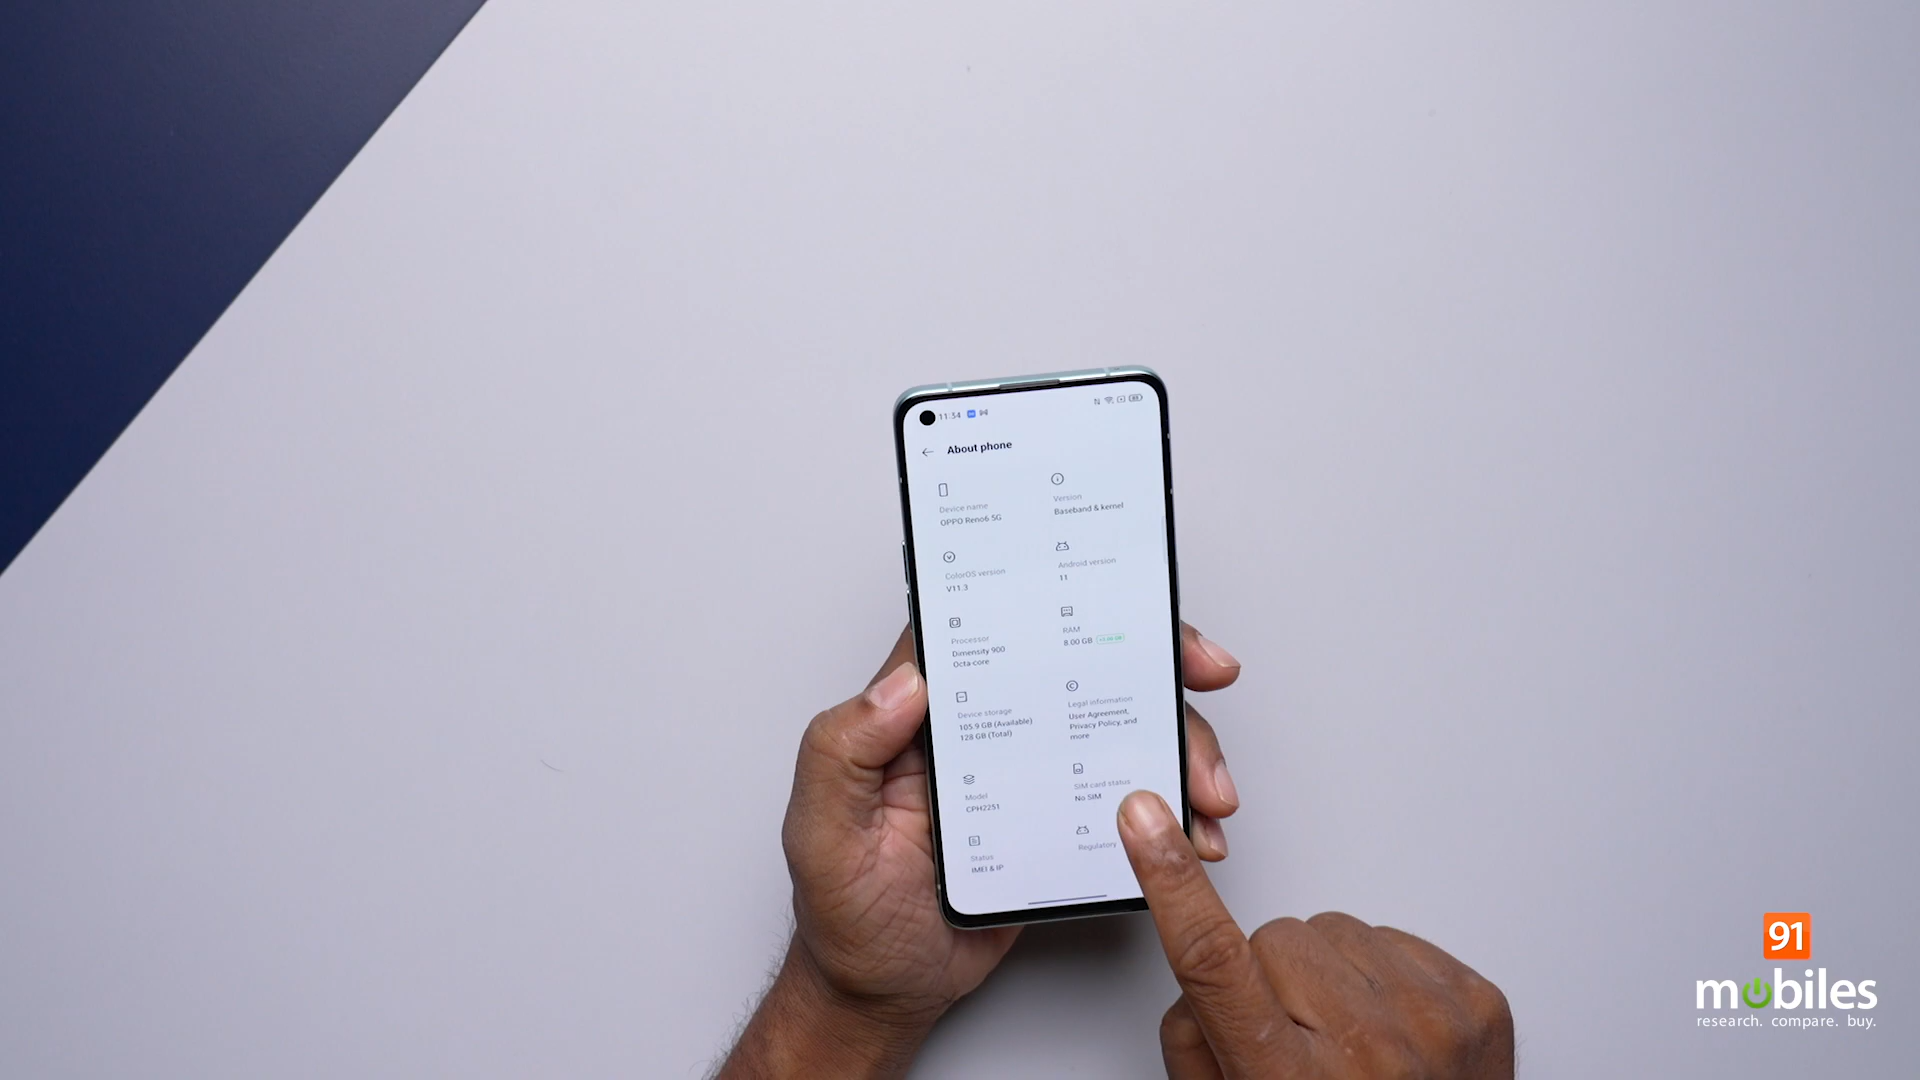 11:34
About phone
Device name
OPPO Reno6 5G
Version
Baseband & kernel
ColorOS version
V11.3
Android version
11
Processor
Dimensity 900
Octa-core
RAM
8.00 GB
Device storage
105.9 GB (Available)
128 GB (Total)
Legal information
User Agreement,
Privacy Policy, and
more
Model
CPH2251
SIM card status
No SIM
Status
IMEI & IP
Regulatory
91
mobiles
research. compare. buy.